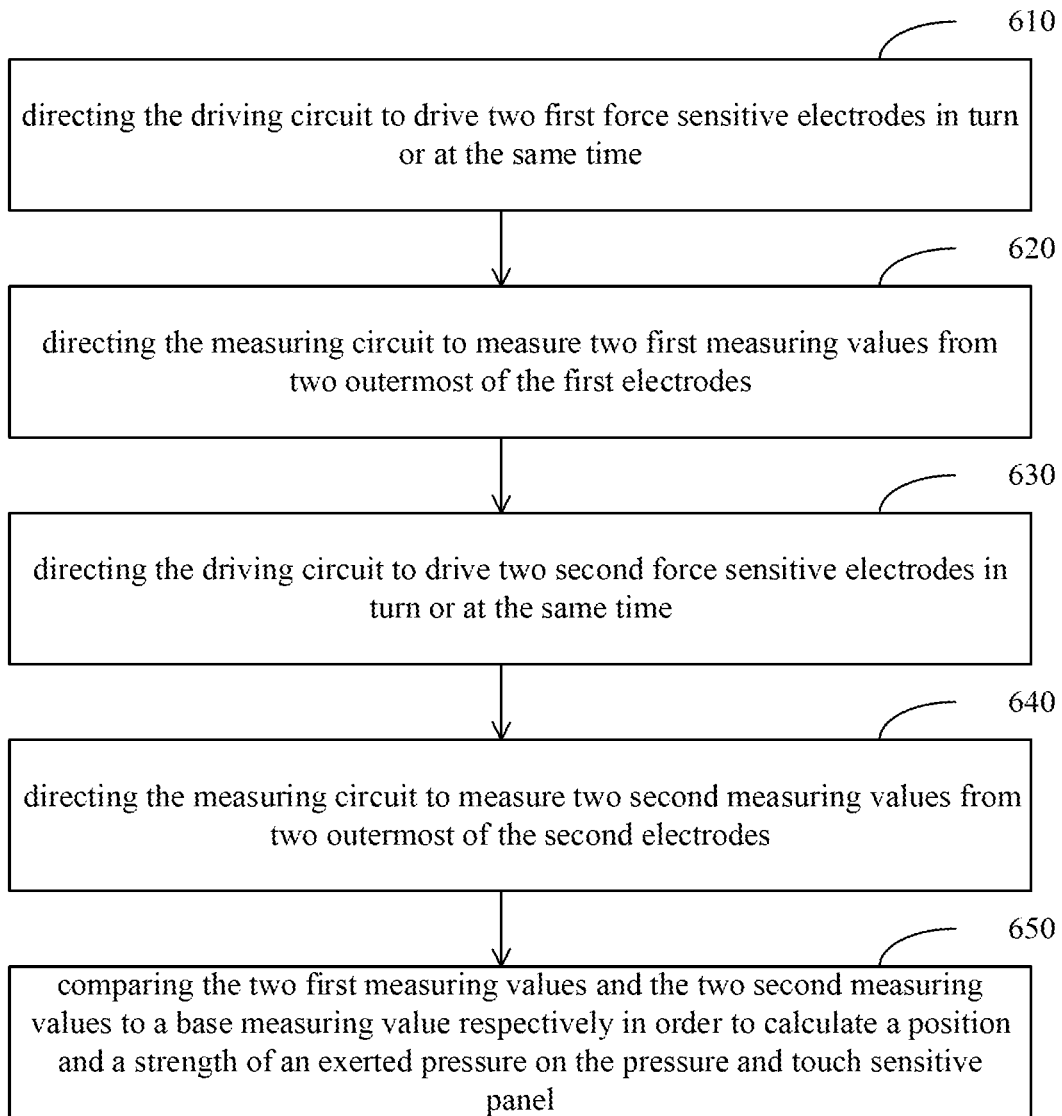 610
directing the driving circuit to drive two first force sensitive electrodes in turn
or at the same time
620
directing the measuring circuit to measure two first measuring values from
two outermost of the first electrodes
630
directing the driving circuit to drive two second force sensitive electrodes in
turn or at the same time
640
directing the measuring circuit to measure two second measuring values from
two outermost of the second electrodes
650
comparing the two first measuring values and the two second measuring
values to a base measuring value respectively in order to calculate a position
and a strength of an exerted pressure on the pressure and touch sensitive
panel